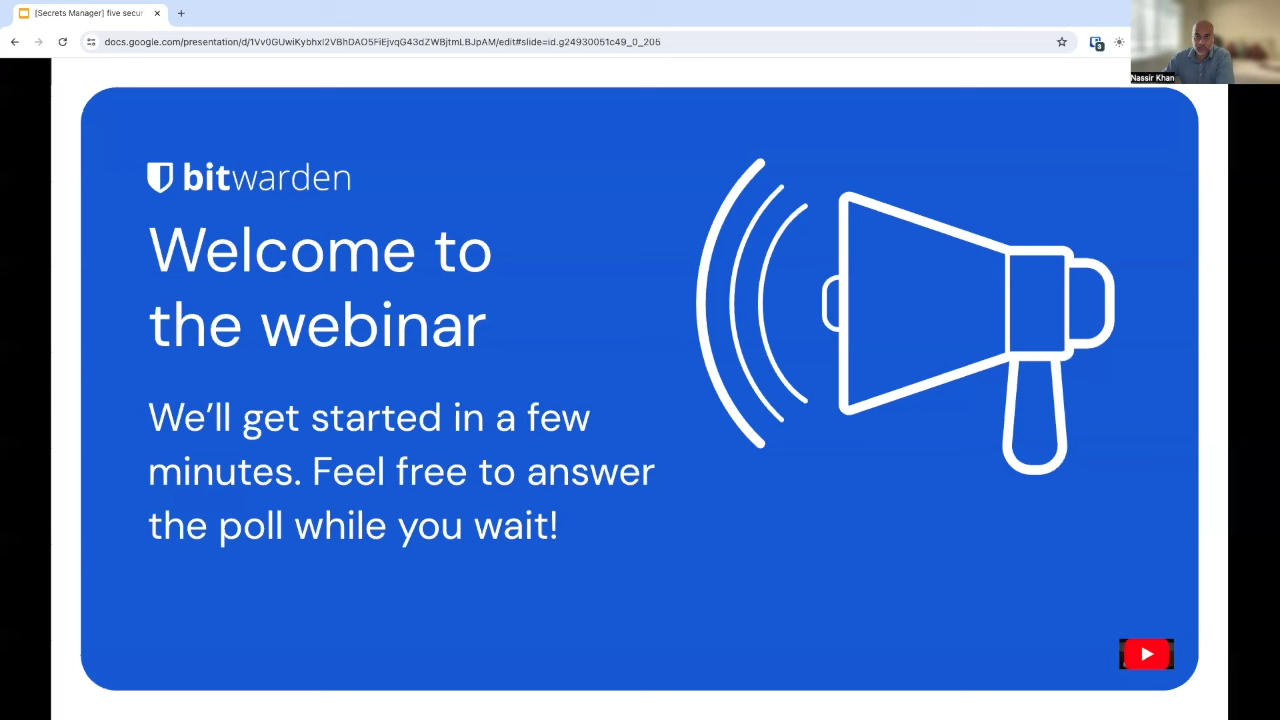 [Secrets Manager] five secur
docs.google.com/presentation/d/1Vv0GUwiKybhxl2VBhDAO5FiEjvqG43dZWBjtmLBJpAM/edit#slide=id.g24930051c49_0_205
Nassir Khan
bitwarden
Welcome to
the webinar
We'll get started in a few
minutes. Feel free to answer
the poll while you wait!